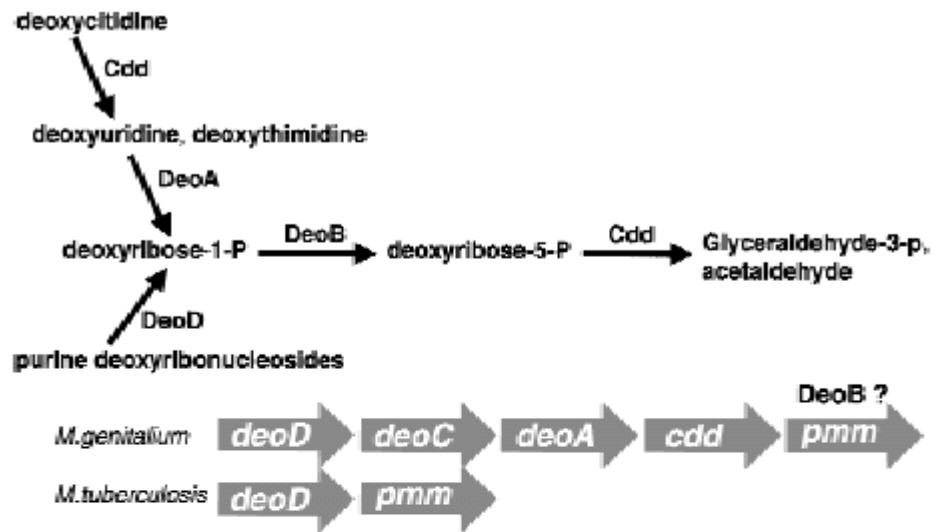 deoxycitidine
Cdd
deoxyuridine, deoxythimidine
DeoA
deoxyribose-1-P
DeoB
deoxyribose-5-P
Cdd
Glyceraldehyde-3-p,
acetaldehyde
DeoD
purine deoxyribonucleosides
DeoB ?
M.genitalium deoD deoC deoA cdd pmm
M.tuberculosis deoD pmm